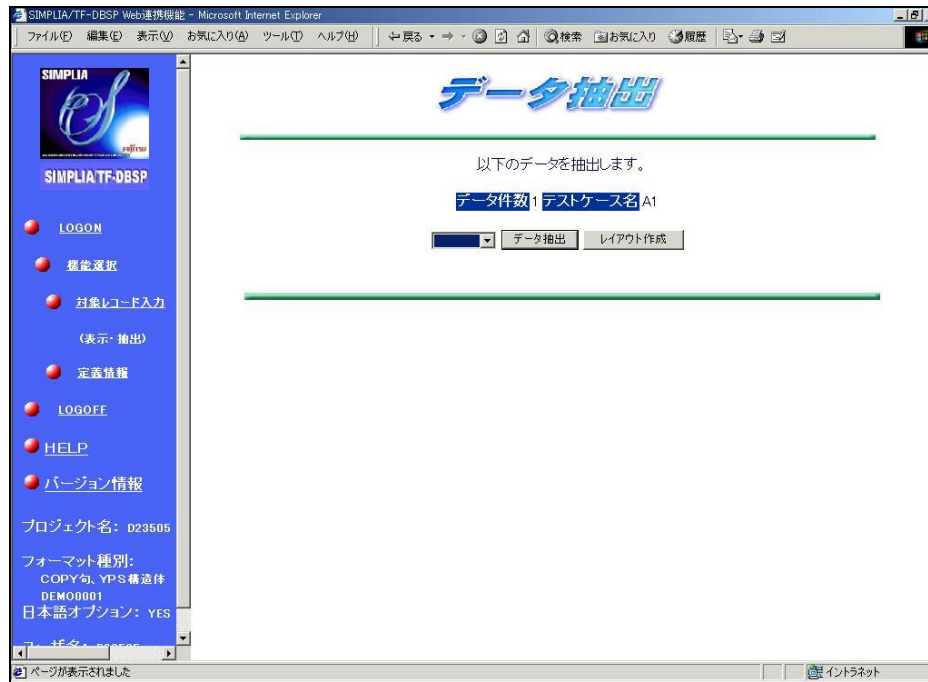 SIMPLIA/TF-DBSP Web連携機能 - Microsoft Internet Explorer
ファイル(F) 編集(E) 表示(V) お気に入り(A) ツール(T) ヘルプ(H) 戻る 検索 お気に入り 履歴
SIMPLIA
FUJITSU
SIMPLIA/TF-DBSP
LOGON
機能選択
対象レコード入力
(表示・抽出)
定義情報
LOGOFF
HELP
バージョン情報
プロジェクト名: D23505
フォーマット種別:
COPY句、YPS構造体
DEMO0001
日本語オプション: YES
データ抽出
以下のデータを抽出します。
データ件数 1 テストケース名 A1
データ抽出 レイアウト作成
ページが表示されました イントラネット